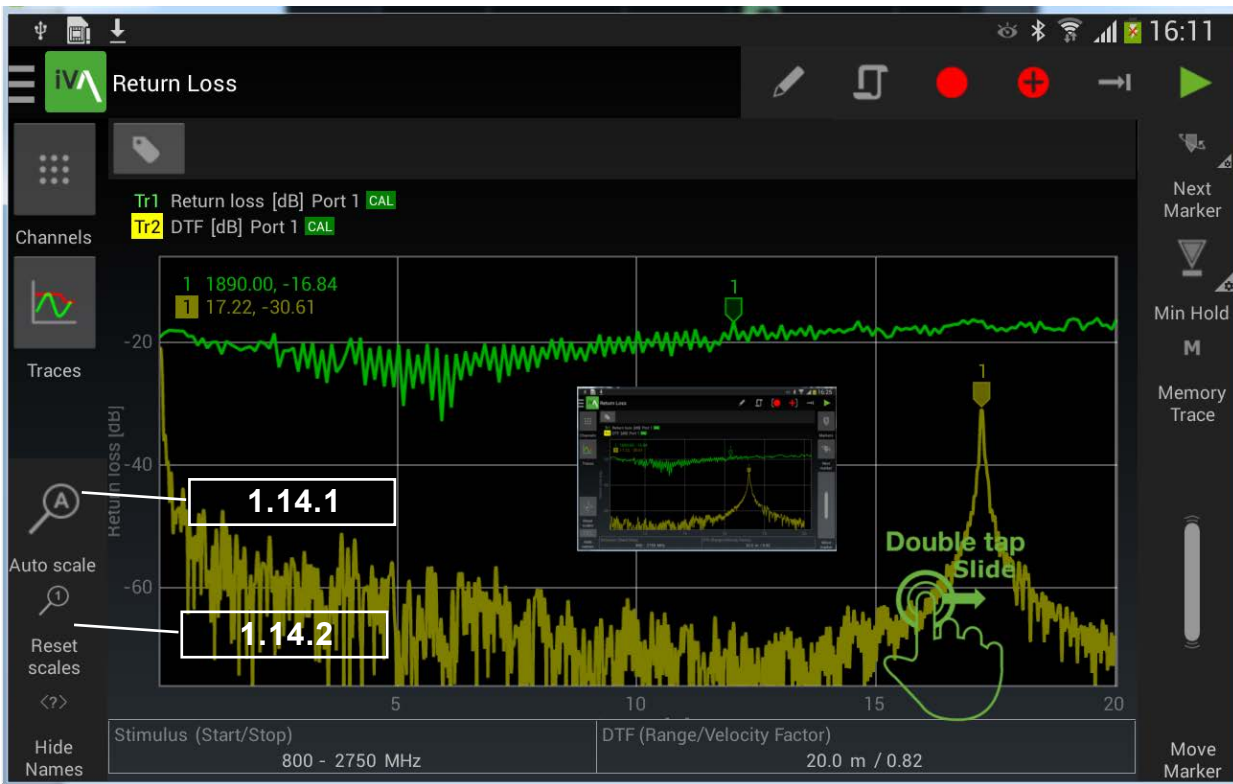 16:11
iVA Return Loss
Channels
Traces
Auto scale
Reset
scales
<?>
Hide
Names
Tr1 Return loss [dB] Port 1 CAL
Tr2 DTF [dB] Port 1 CAL
1 1890.00, -16.84
1 17.22, -30.61
1
1
-20
-40
-60
Return loss [dB]
1.14.1
1.14.2
Return Loss
16:25
Double tap
Slide
5 10 15 20
Stimulus (Start/Stop)
800 - 2750 MHz
DTF (Range/Velocity Factor)
20.0 m / 0.82
Next
Marker
Min Hold
M
Memory
Trace
Move
Marker